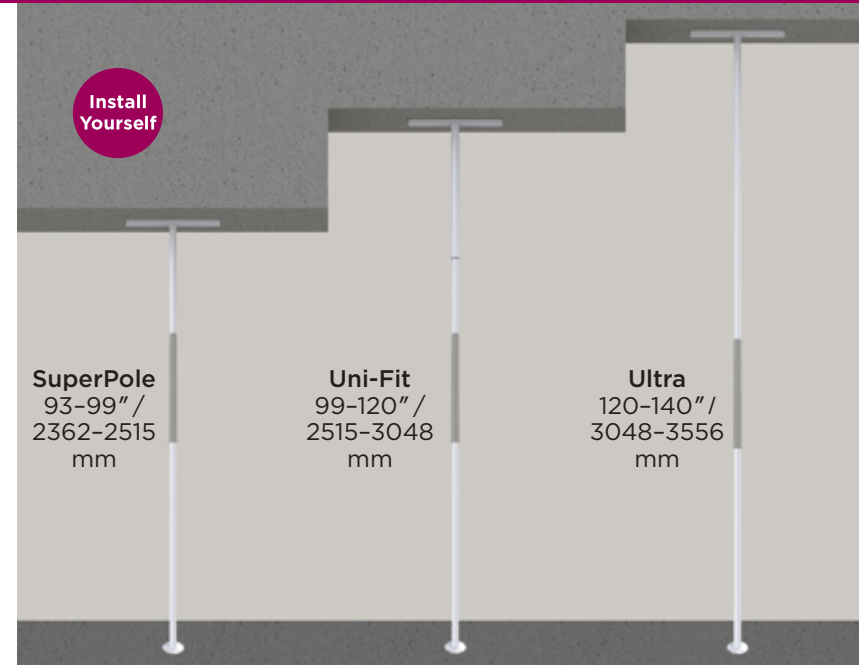 Install
Yourself
SuperPole
93–99″/
2362–2515
mm
Uni-Fit
99–120″/
2515–3048
mm
Ultra
120–140″/
3048–3556
mm